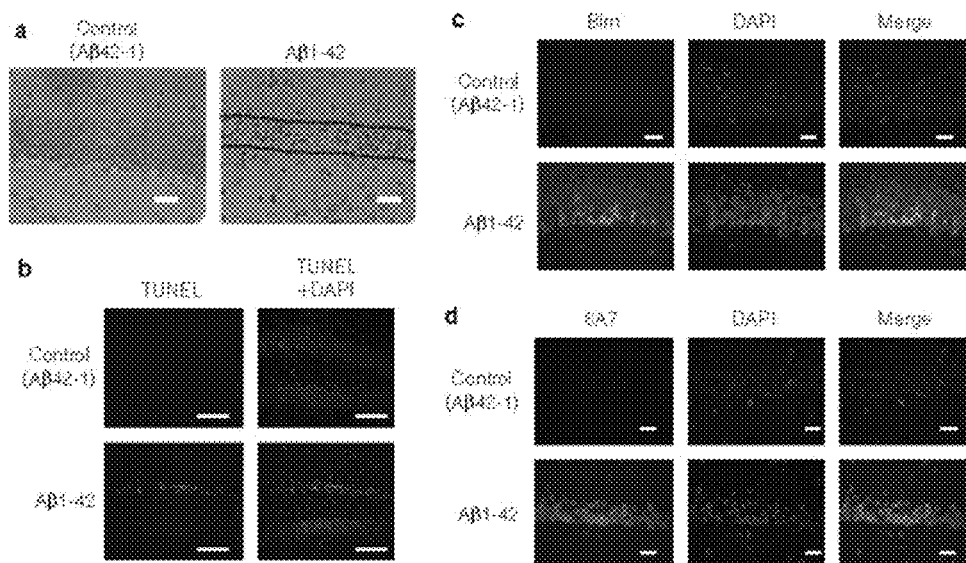 a
Control
(Aβ42-1)
Aβ1-42
b
TUNEL
TUNEL
+DAPI
Control
(Aβ42-1)
Aβ1-42
c
Bim
DAPI
Merge
Control
(Aβ42-1)
Aβ1-42
d
6A7
DAPI
Merge
Control
(Aβ42-1)
Aβ1-42